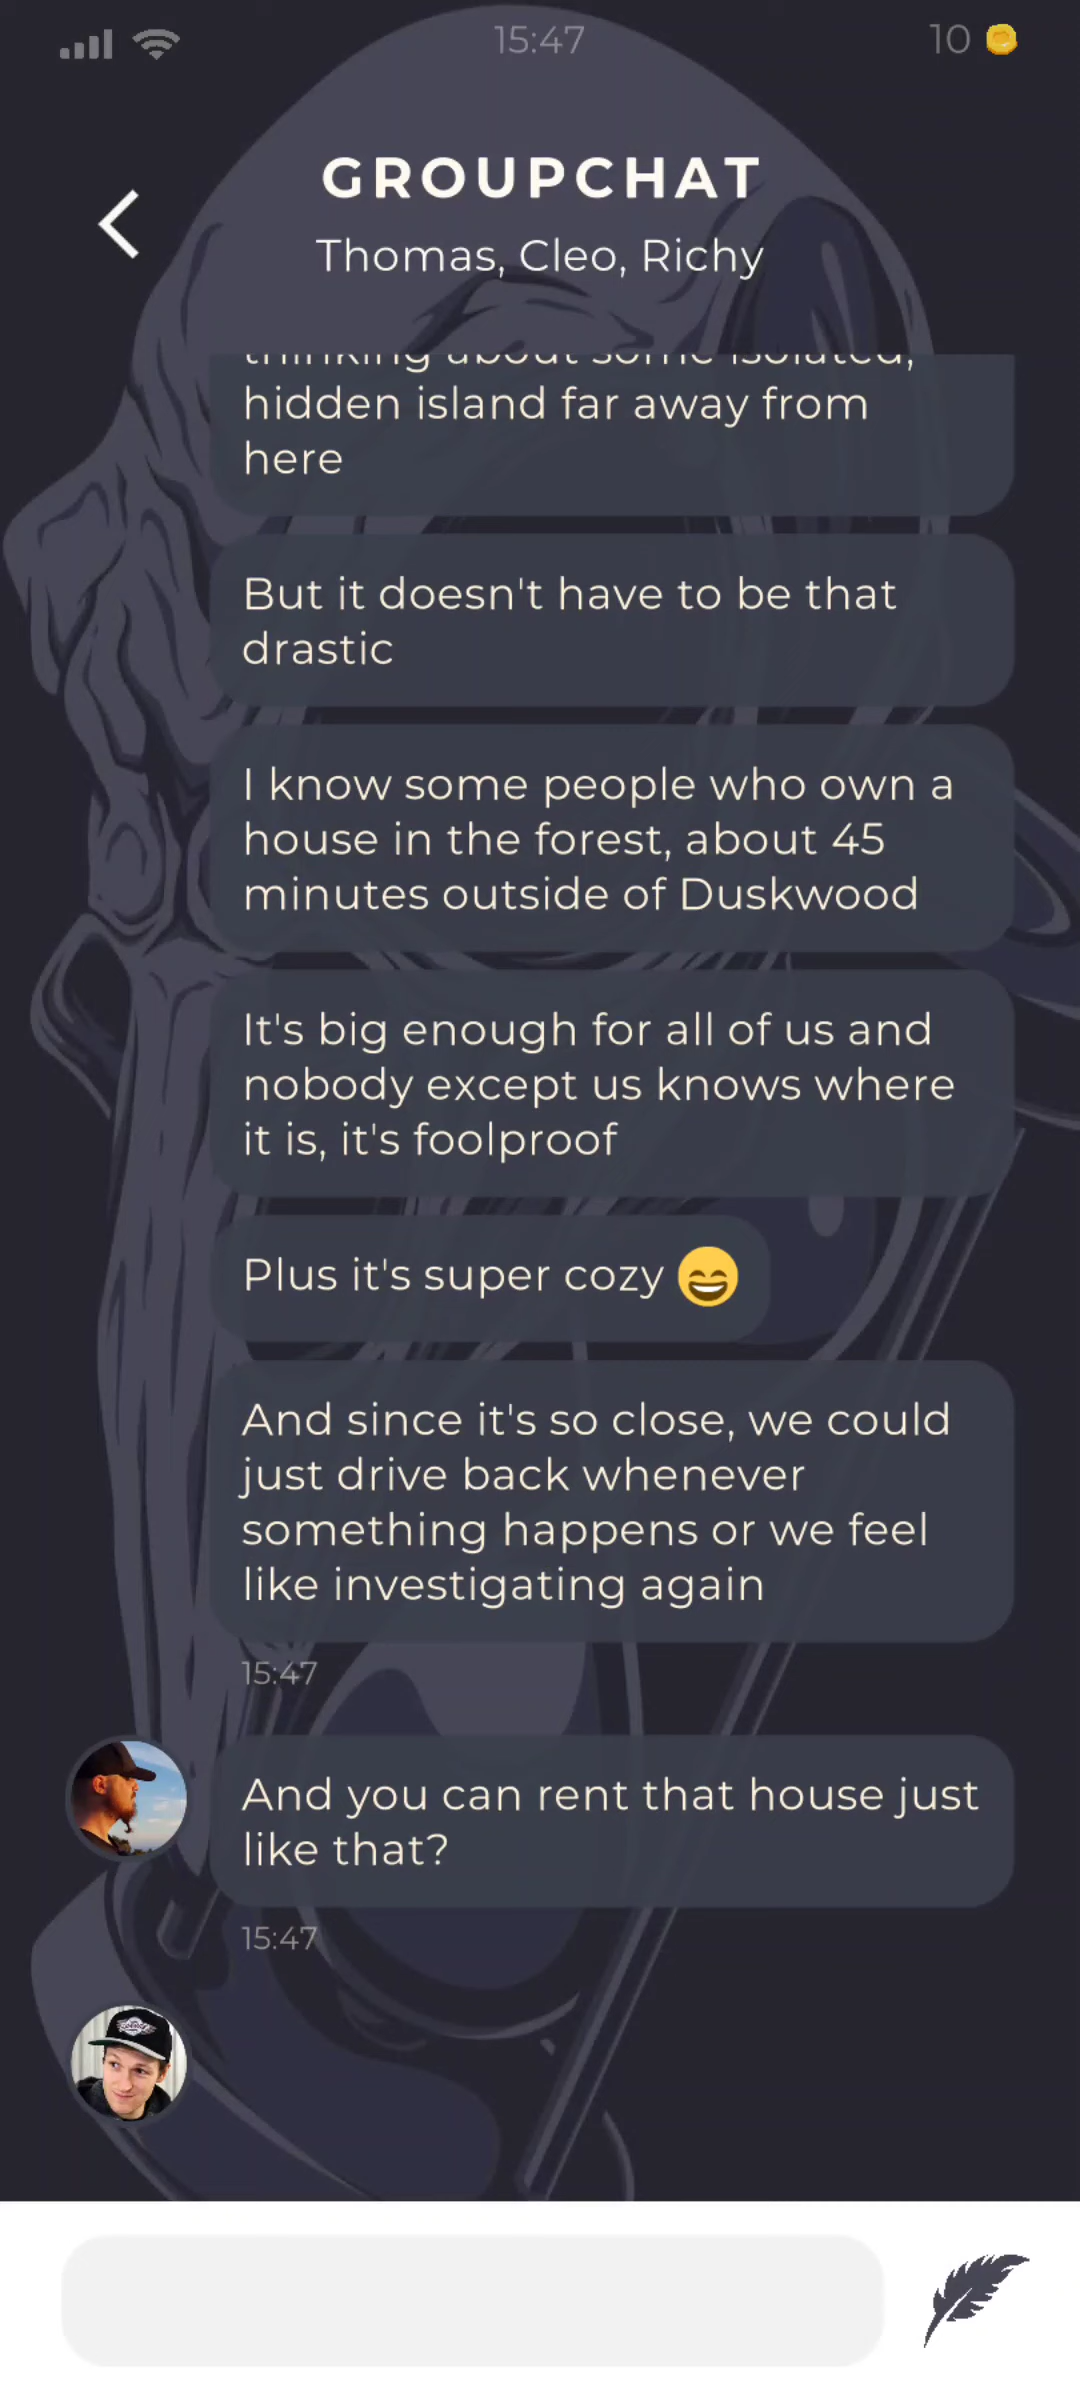 15:47
10
GROUPCHAT
Thomas, Cleo, Richy
thinking about some isolated,
hidden island far away from
here
But it doesn't have to be that
drastic
I know some people who own a
house in the forest, about 45
minutes outside of Duskwood
It's big enough for all of us and
nobody except us knows where
it is, it's foolproof
Plus it's super cozy 😄
And since it's so close, we could
just drive back whenever
something happens or we feel
like investigating again
15:47
And you can rent that house just
like that?
15:47